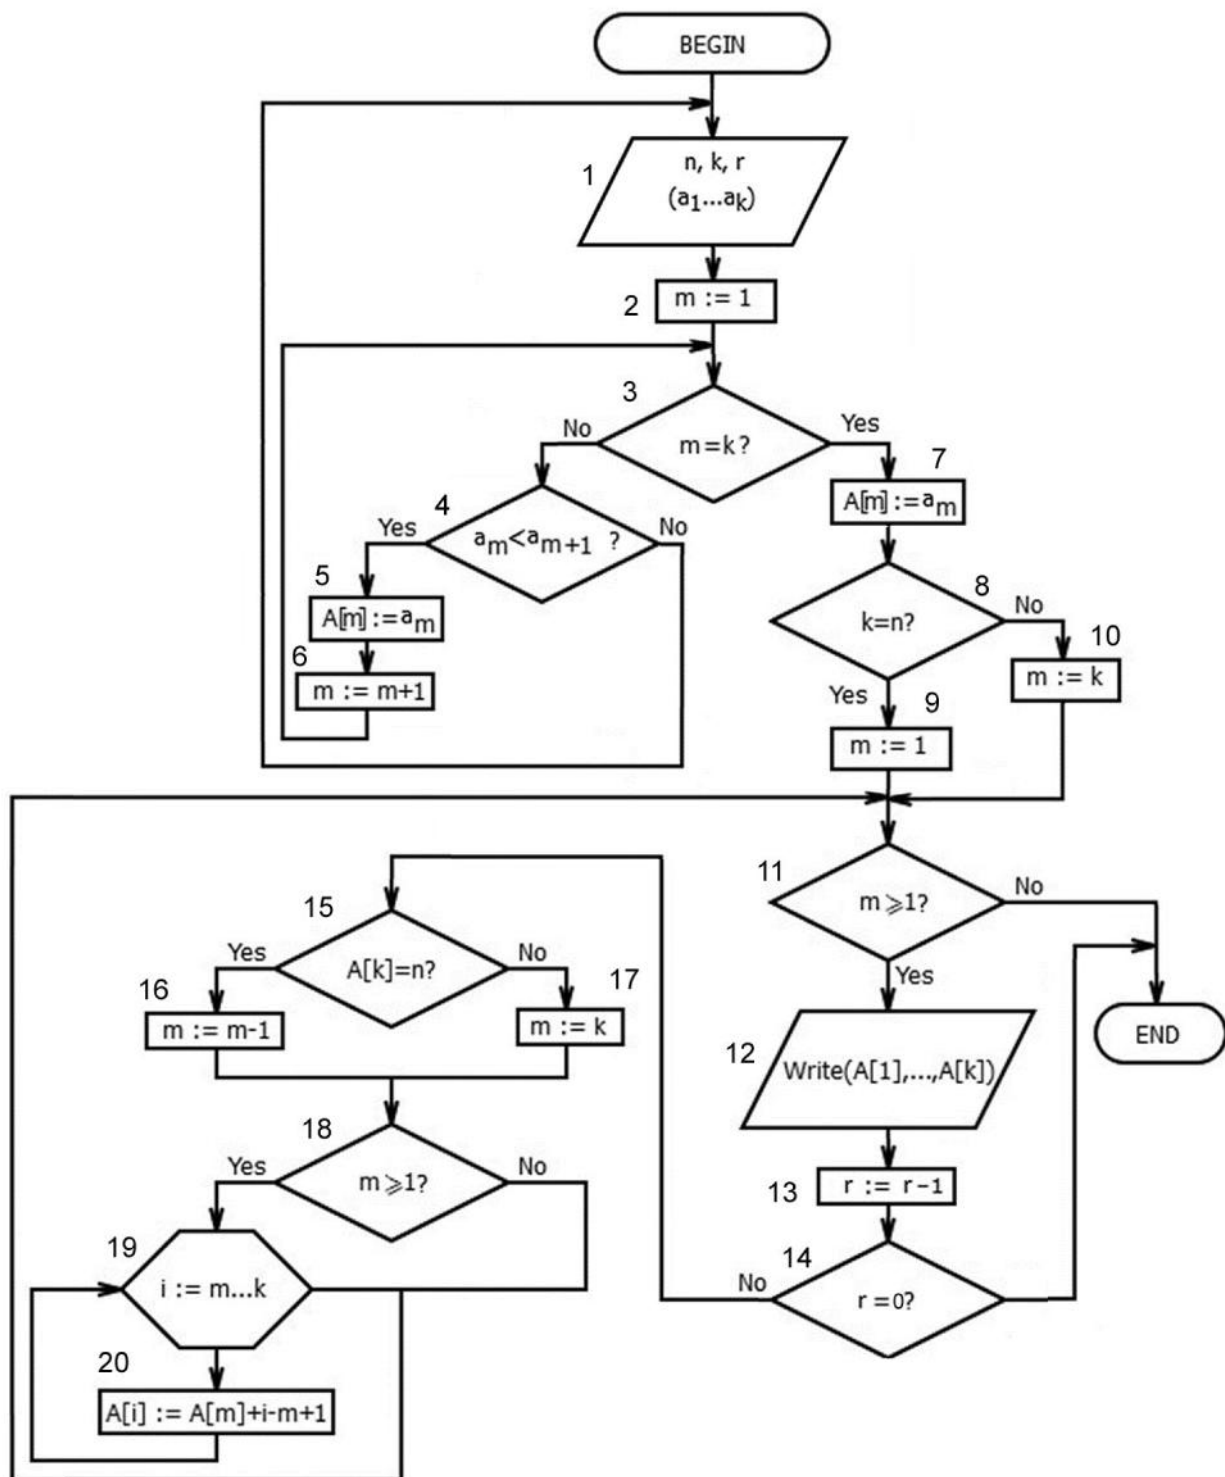 BEGIN
1
n, k, r
(a1...ak)
2
m := 1
3
m=k?
No
Yes
4
am<am+1 ?
Yes
No
5
A[m]:=am
6
m := m+1
7
A[m]:=am
8
k=n?
No
10
m := k
Yes
9
m := 1
11
m⩾1?
No
Yes
15
A[k]=n?
Yes
No
16
m := m-1
17
m := k
12
Write(A[1],...,A[k])
END
18
m⩾1?
Yes
No
13
r := r-1
14
r=0?
No
19
i := m...k
20
A[i] := A[m]+i-m+1